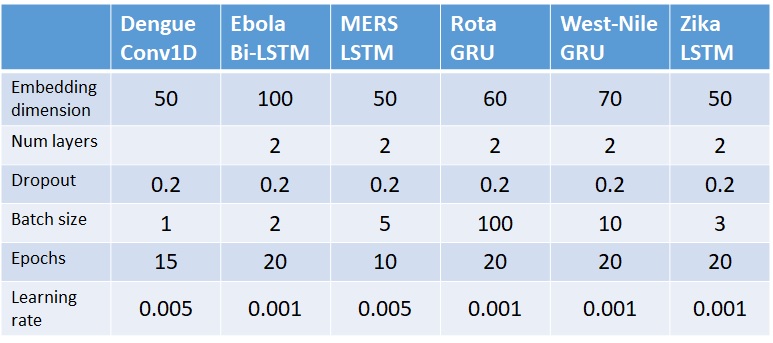 Dengue Conv1D Ebola Bi-LSTM MERS LSTM Rota GRU West-Nile GRU Zika LSTM
Embedding dimension 50 100 50 60 70 50
Num layers 2 2 2 2 2
Dropout 0.2 0.2 0.2 0.2 0.2 0.2
Batch size 1 2 5 100 10 3
Epochs 15 20 10 20 20 20
Learning rate 0.005 0.001 0.005 0.001 0.001 0.001